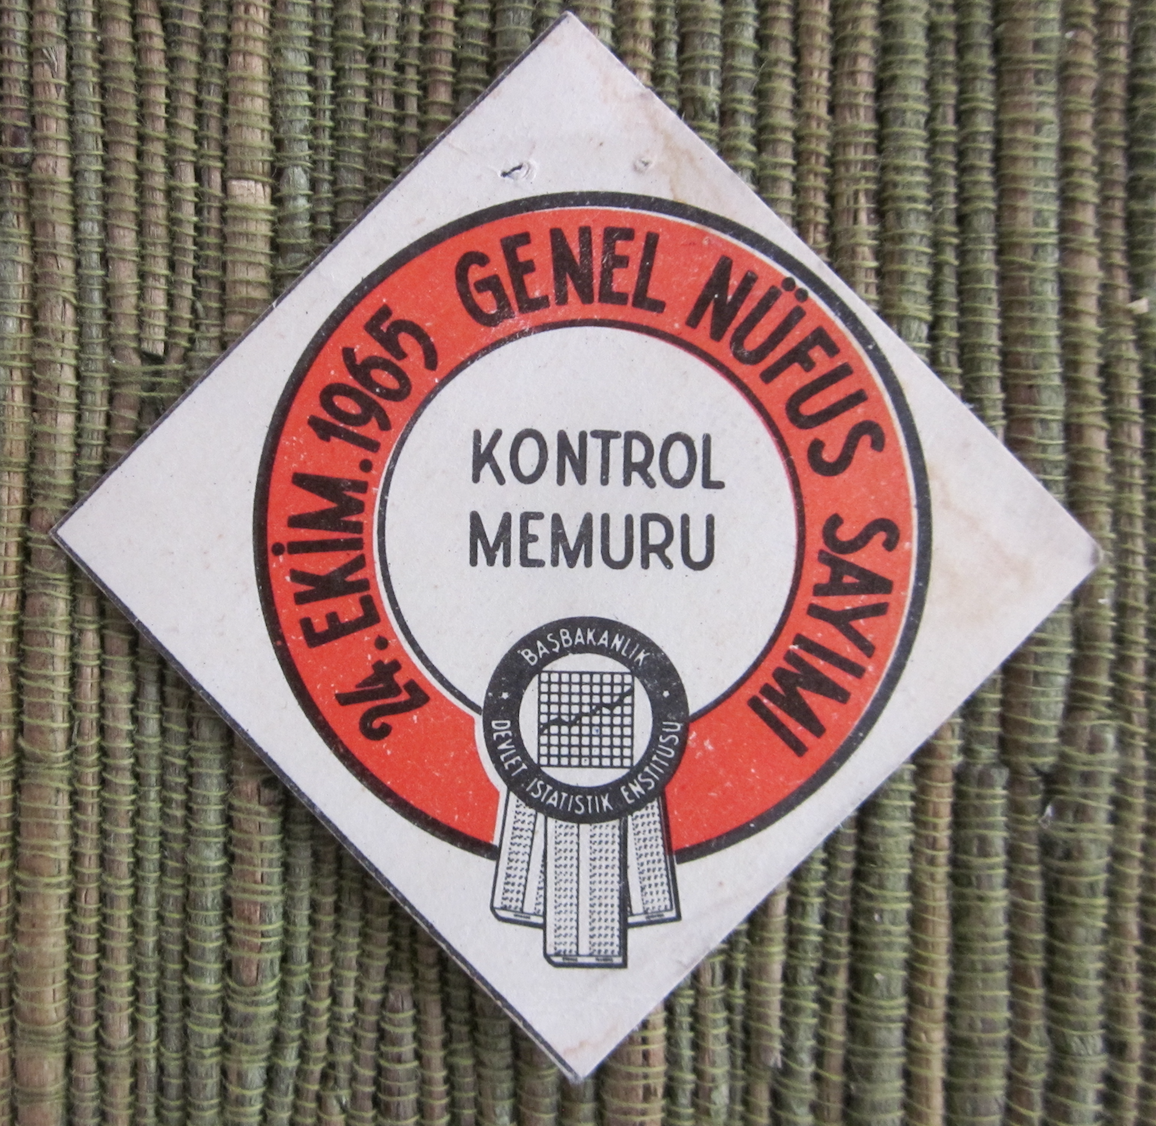 24. EKİM. 1965 GENEL NÜFUS SAYIMI
KONTROL
MEMURU
BAŞBAKANLIK
DEVLET İSTATİSTİK ENSTİTÜSÜ